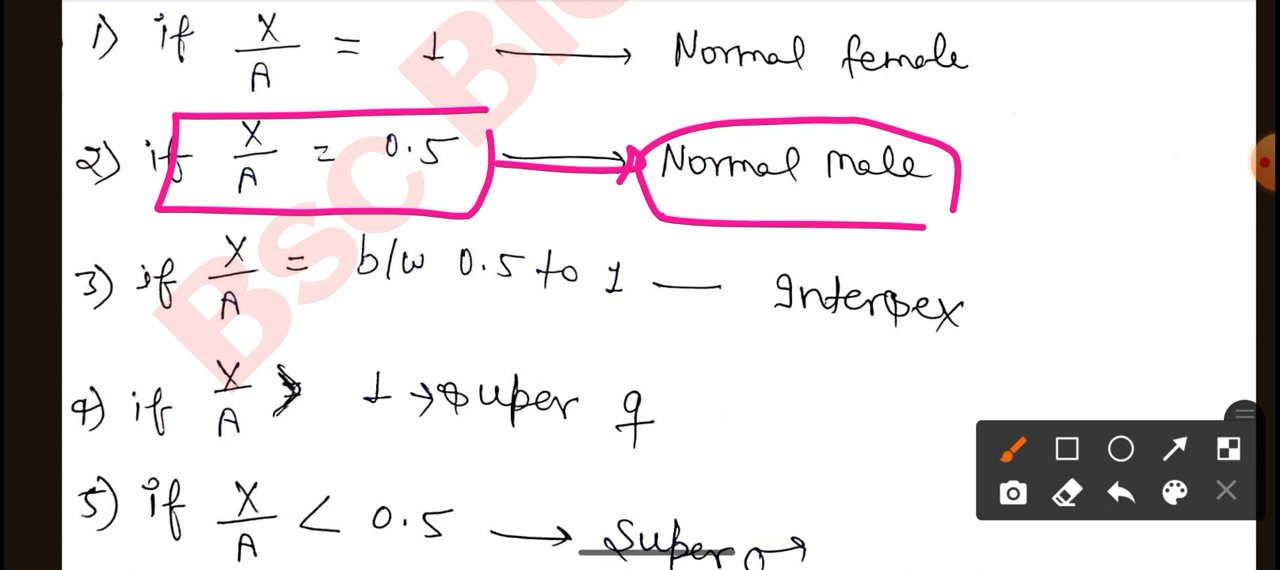 1) if X/A = 1 ⟶ Normal female
2) if X/A = 0.5 ⟶ Normal male
3) if X/A = b/w 0.5 to 1 — Intersex
4) if X/A > 1 → super ♀
5) if X/A < 0.5 ⟶ Super ♂
BSc